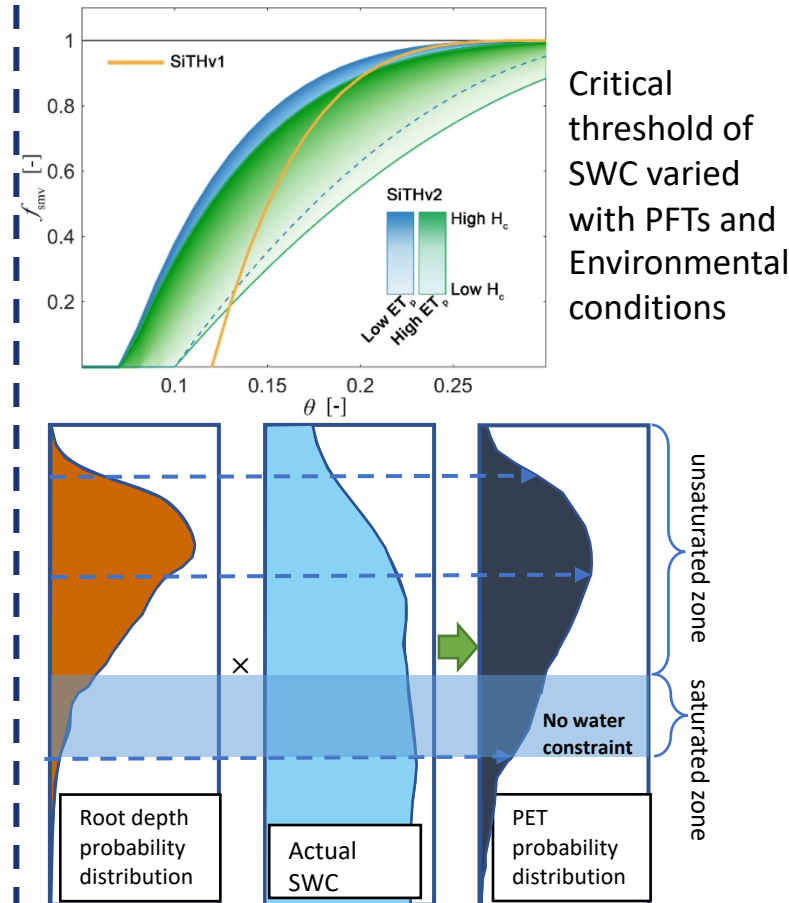 1
0.8
0.6
0.4
0.2
f_smv [-]
SiTHv1
SiTHv2
High H_c
Low H_c
Low ET_p
High ET_p
0.1
0.15
0.2
0.25
θ [-]
Critical
threshold of
SWC varied
with PFTs and
Environmental
conditions
×
No water
constraint
unsaturated zone
saturated zone
Root depth
probability
distribution
Actual
SWC
PET
probability
distribution